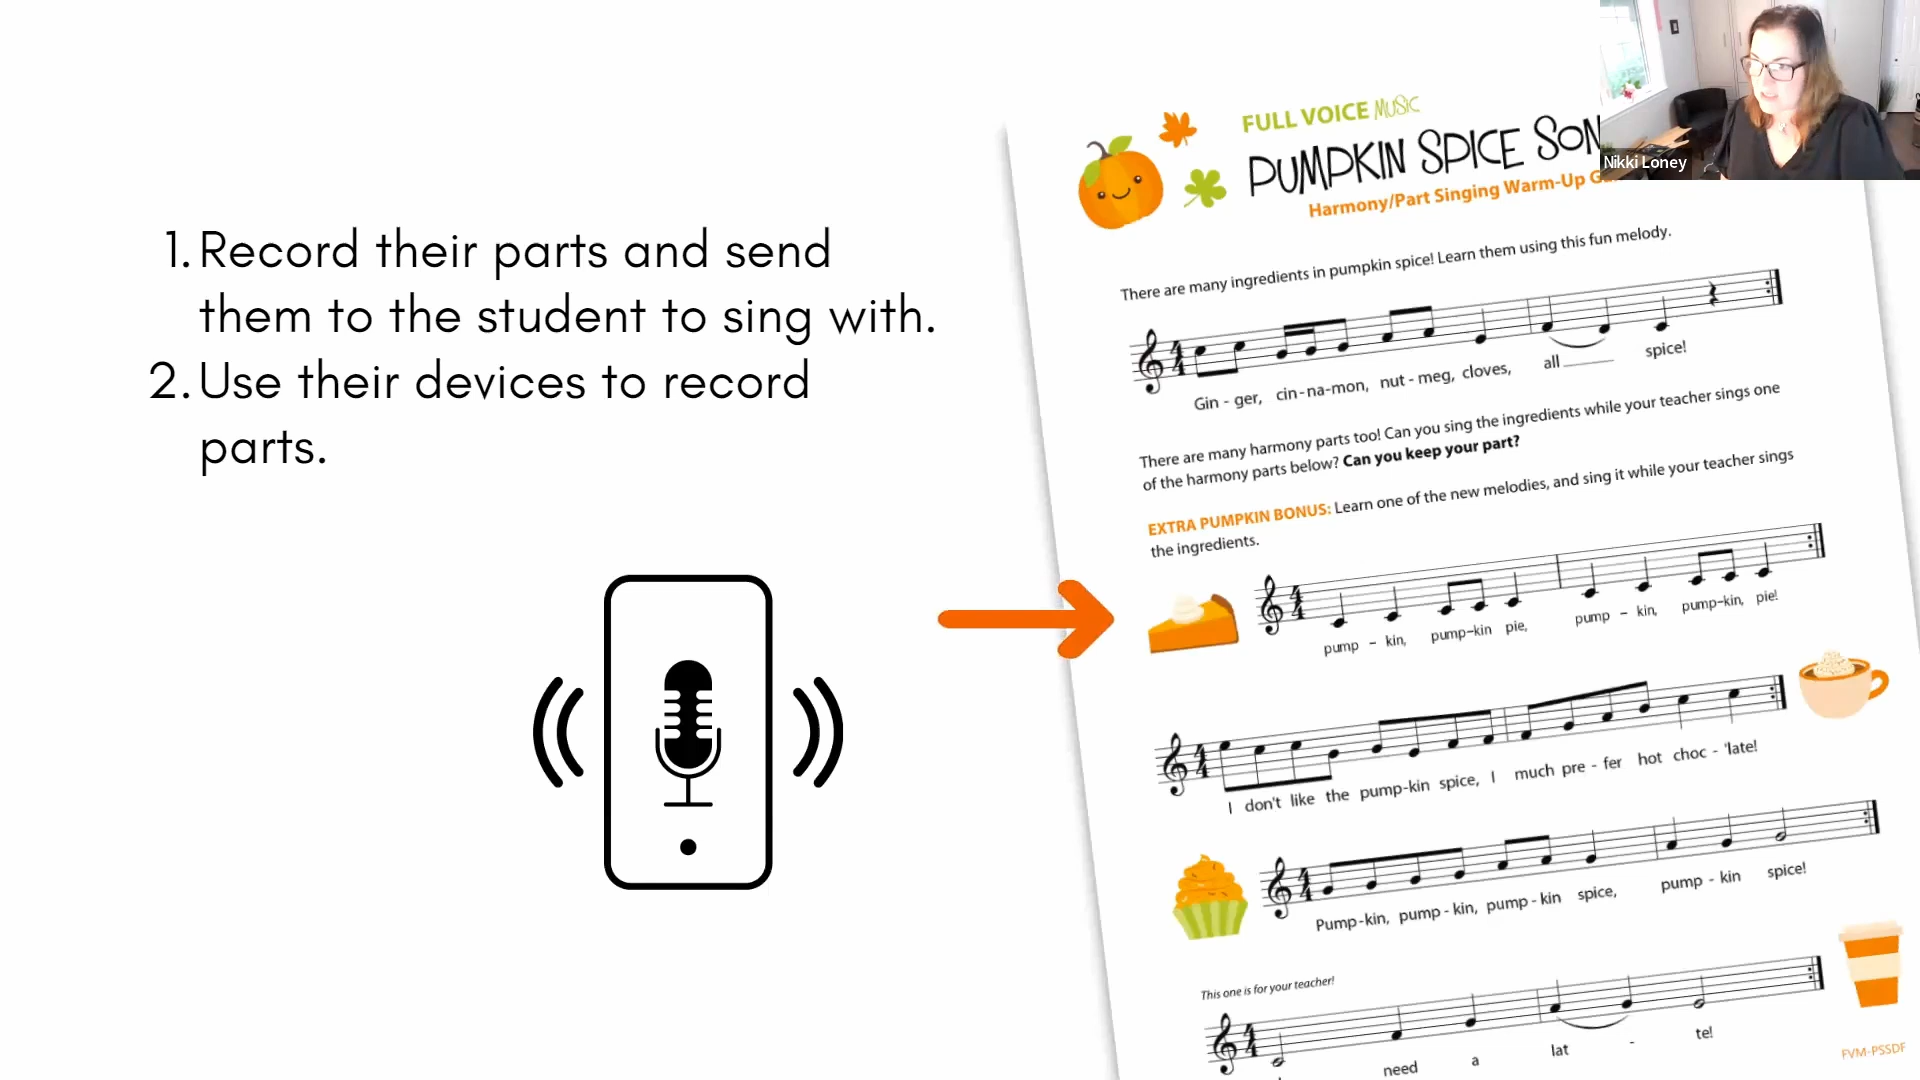 1. Record their parts and send
them to the student to sing with.
2. Use their devices to record
parts.
FULL VOICE MUSIC
PUMPKIN SPICE SON
Harmony/Part Singing Warm-Up
There are many ingredients in pumpkin spice! Learn them using this fun melody.
Gin - ger, cin-na-mon, nut - meg, cloves, all____ spice!
There are many harmony parts too! Can you sing the ingredients while your teacher sings one
of the harmony parts below? Can you keep your part?
EXTRA PUMPKIN BONUS: Learn one of the new melodies, and sing it while your teacher sings
the ingredients.
pump - kin, pump-kin pie, pump - kin, pump-kin, pie!
I don't like the pump-kin spice, I much pre - fer hot choc - 'late!
Pump-kin, pump - kin, pump - kin spice, pump - kin spice!
This one is for your teacher!
need a lat - te!
FVM-PSSDF
Nikki Loney